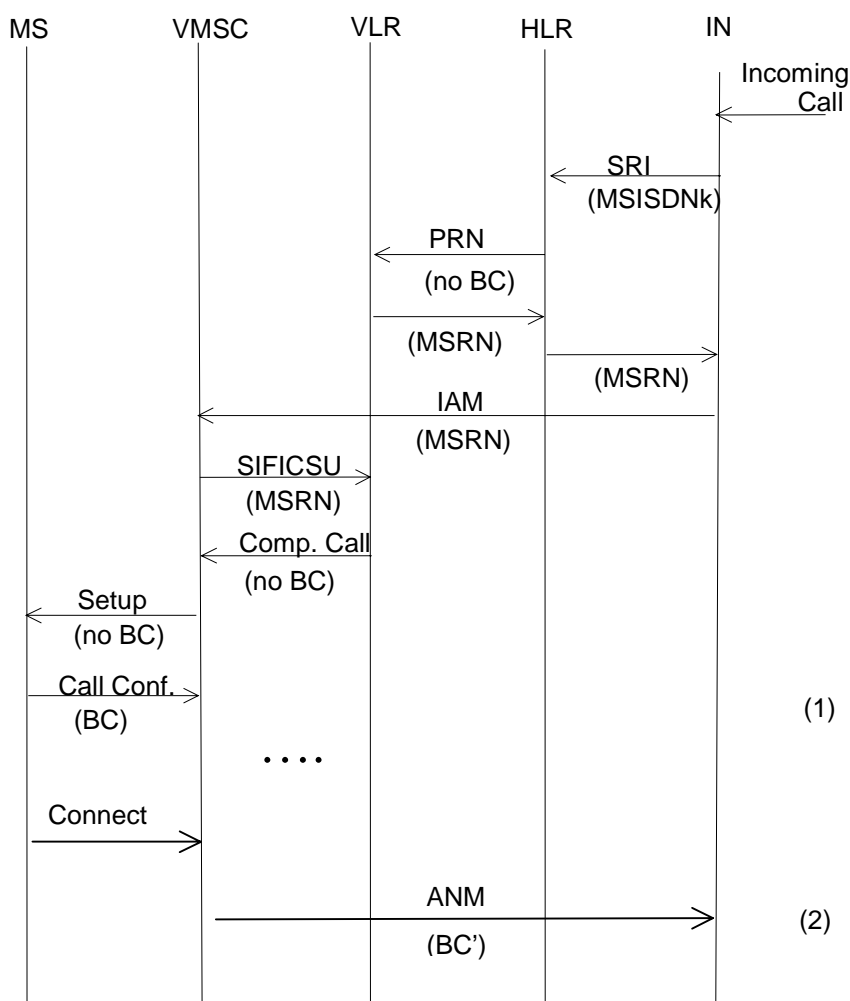 MS VMSC VLR HLR IN
Incoming
Call
SRI
(MSISDNk)
PRN
(no BC)
(MSRN)
(MSRN)
IAM
(MSRN)
SIFICSU
(MSRN)
Comp. Call
(no BC)
Setup
(no BC)
Call Conf.
(BC)
(1)
Connect
ANM
(BC’)
(2)